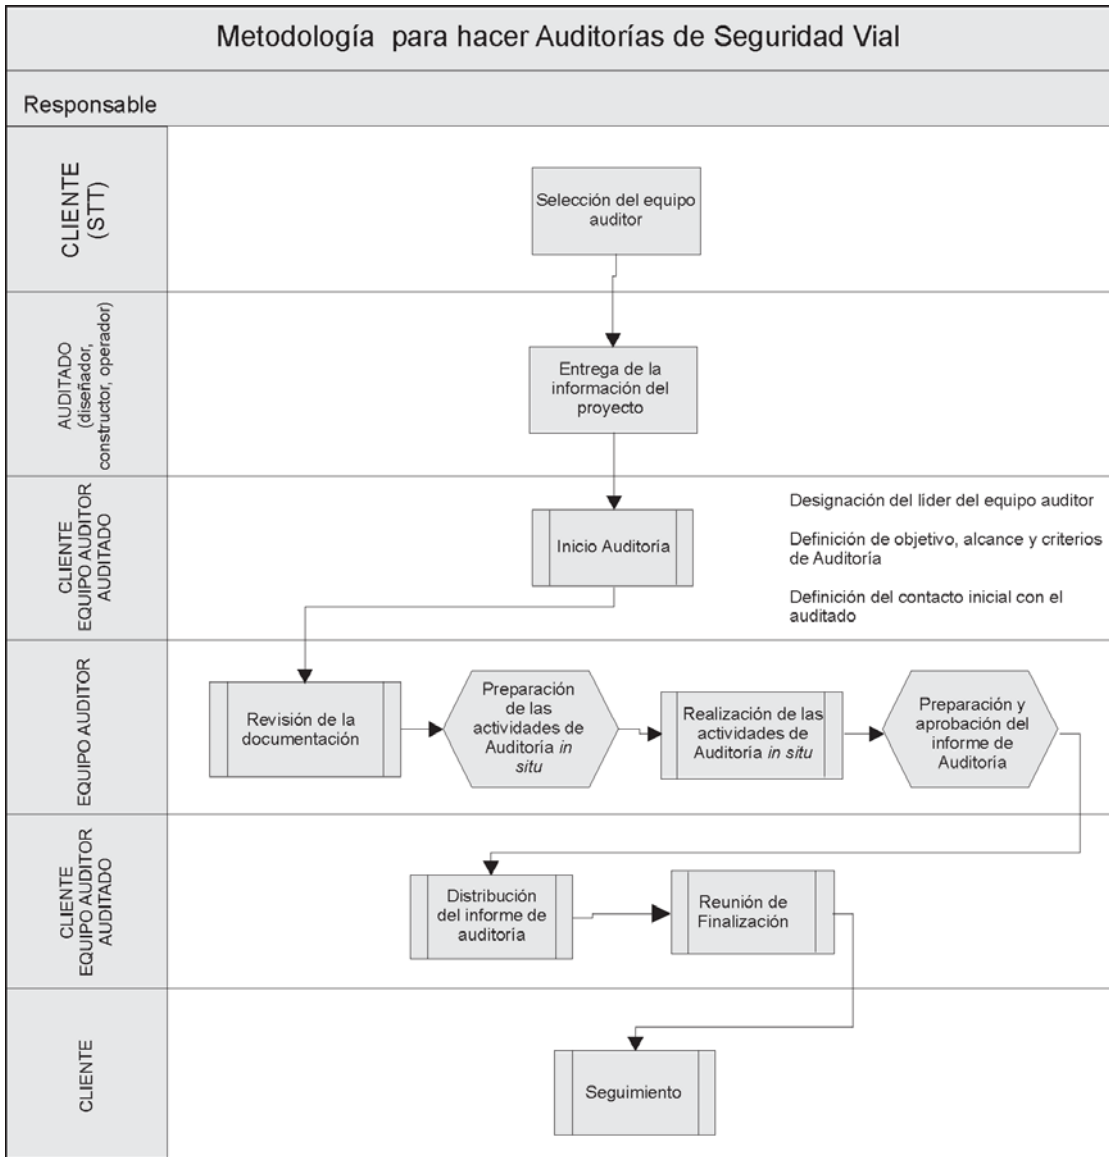 Metodología para hacer Auditorías de Seguridad Vial
Responsable
CLIENTE
(STT)
Selección del equipo
auditor
AUDITADO
(diseñador,
constructor, operador)
Entrega de la
información del
proyecto
CLIENTE
EQUIPO AUDITOR
AUDITADO
Inicio Auditoría
Designación del líder del equipo auditor
Definición de objetivo, alcance y criterios
de Auditoría
Definición del contacto inicial con el
auditado
EQUIPO AUDITOR
Revisión de la
documentación
Preparación
de las
actividades de
Auditoría in
situ
Realización de las
actividades de
Auditoría in situ
Preparación y
aprobación del
informe de
Auditoría
CLIENTE
EQUIPO AUDITOR
AUDITADO
Distribución
del informe de
auditoría
Reunión de
Finalización
CLIENTE
Seguimiento